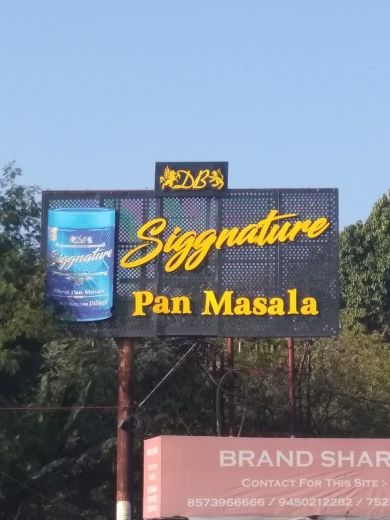 DB
Siggnature
Pan Masala
DB
Siggnature
Pan Masala
BRAND SHAR
CONTACT FOR THIS SITE :-
8573966666 / 9450212282 / 752